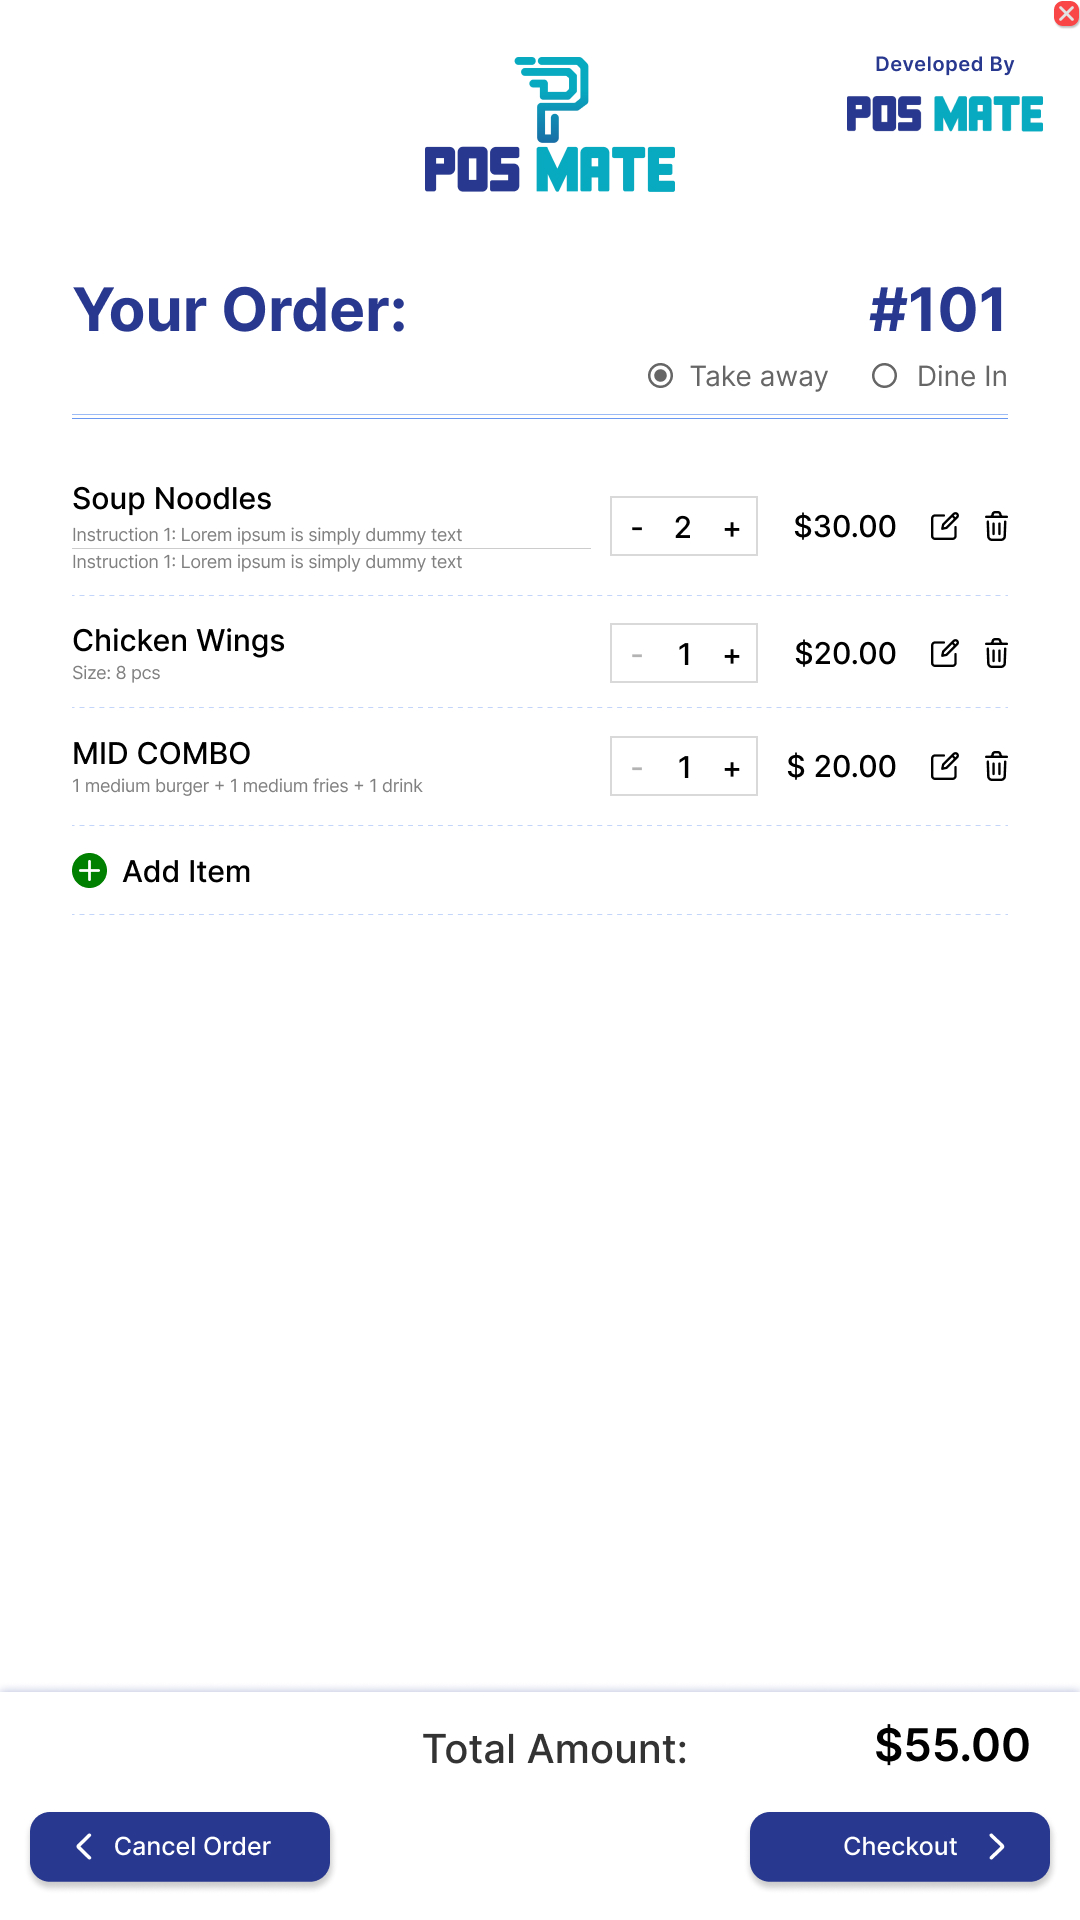 Developed By
POS MATE
POS MATE
Your Order:
#101
Take away
Dine In
Soup Noodles
Instruction 1: Lorem ipsum is simply dummy text
Instruction 1: Lorem ipsum is simply dummy text
- 2 +
$30.00
Chicken Wings
Size: 8 pcs
- 1 +
$20.00
MID COMBO
1 medium burger + 1 medium fries + 1 drink
- 1 +
$ 20.00
Add Item
Total Amount:
$55.00
Cancel Order
Checkout